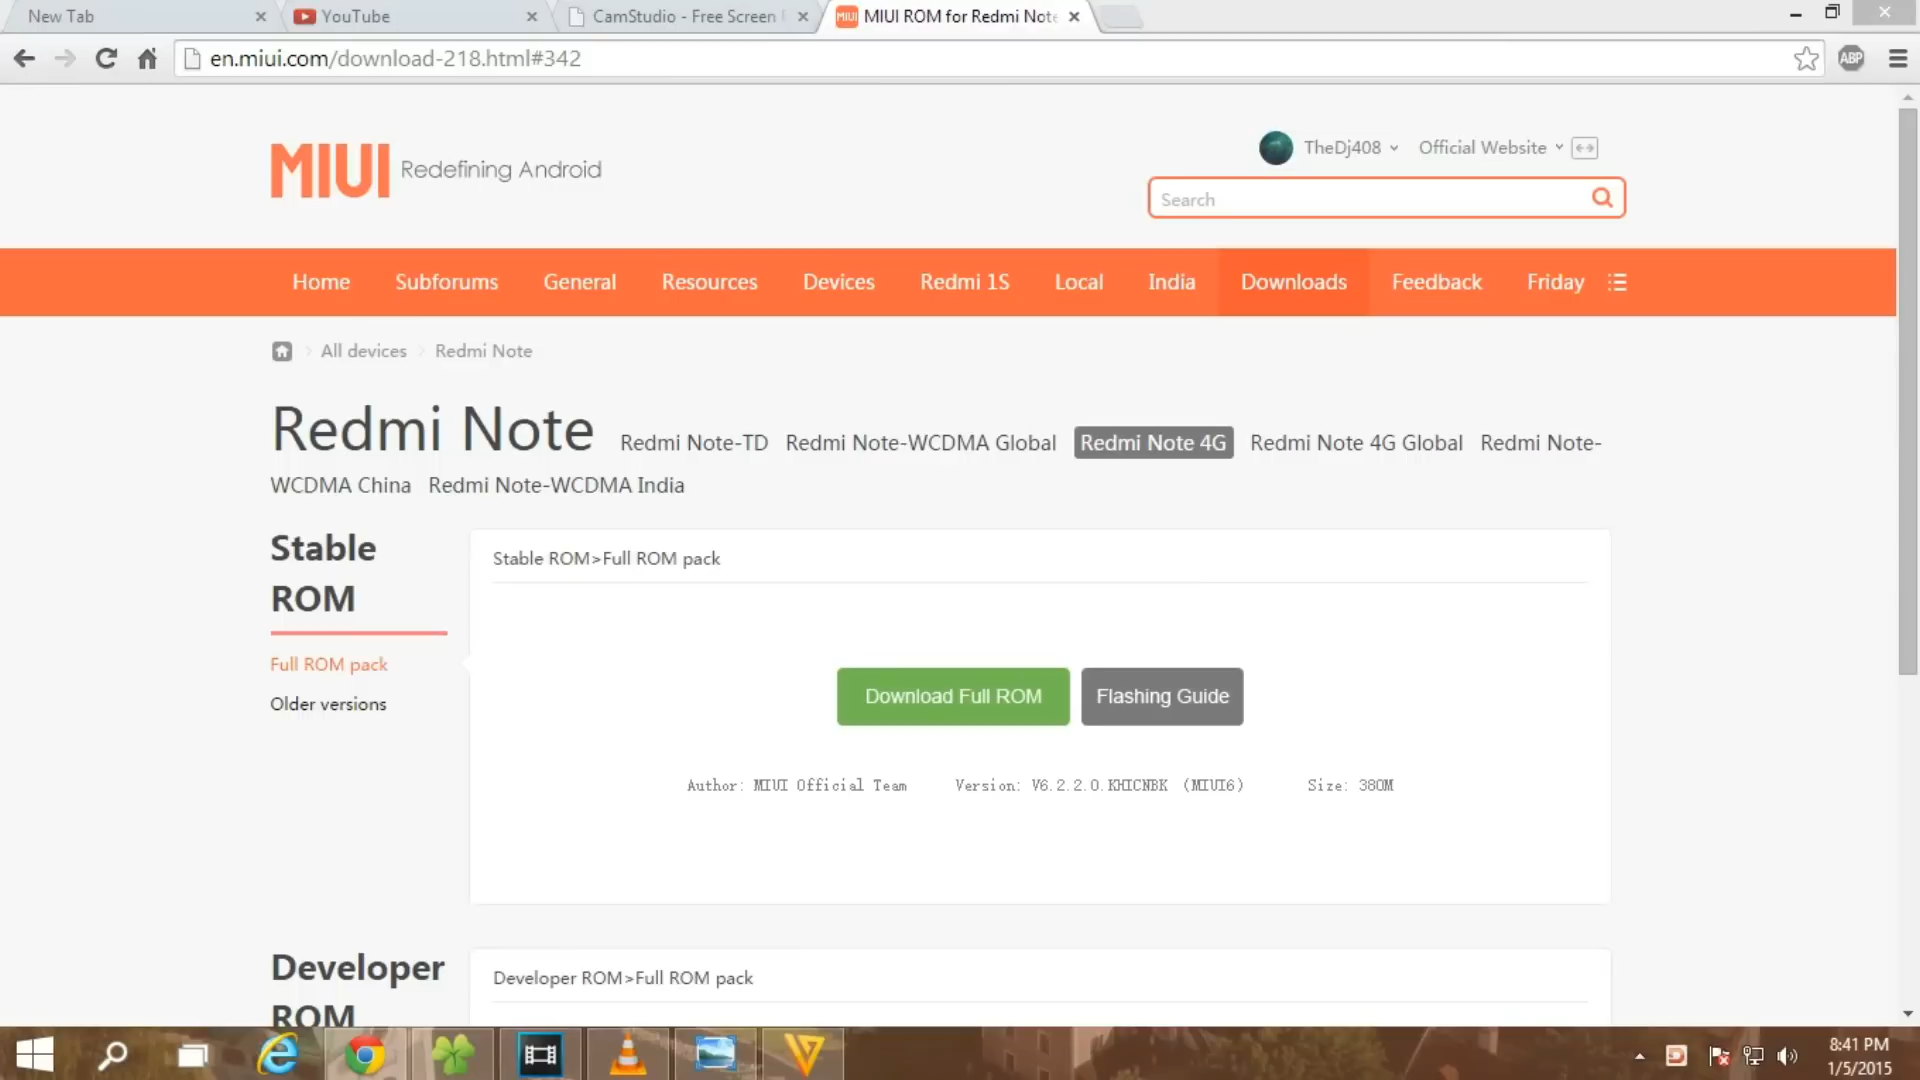 New Tab
YouTube
CamStudio - Free Screen
MIUI ROM for Redmi Note
en.miui.com/download-218.html#342
ABP
TheDj408
Official Website
MIUI Redefining Android
Search
Home Subforums General Resources Devices Redmi 1S Local India Downloads Feedback Friday
All devices Redmi Note
Redmi Note Redmi Note-TD Redmi Note-WCDMA Global Redmi Note 4G Redmi Note 4G Global Redmi Note-
WCDMA China Redmi Note-WCDMA India
Stable
ROM
Full ROM pack
Older versions
Stable ROM>Full ROM pack
Download Full ROM
Flashing Guide
Author: MIUI Official Team Version: V6.2.2.0.KHICNBK (MIUI6) Size: 380M
Developer
ROM
Developer ROM>Full ROM pack
8:41 PM
1/5/2015